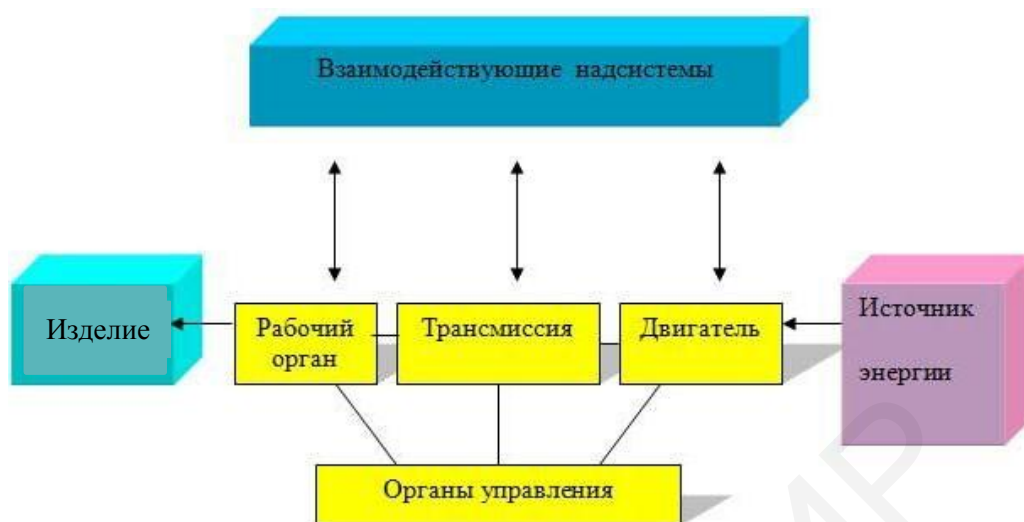 Взаимодействующие надсистемы
Изделие
Рабочий
орган
Трансмиссия
Двигатель
Источник
энергии
Органы управления